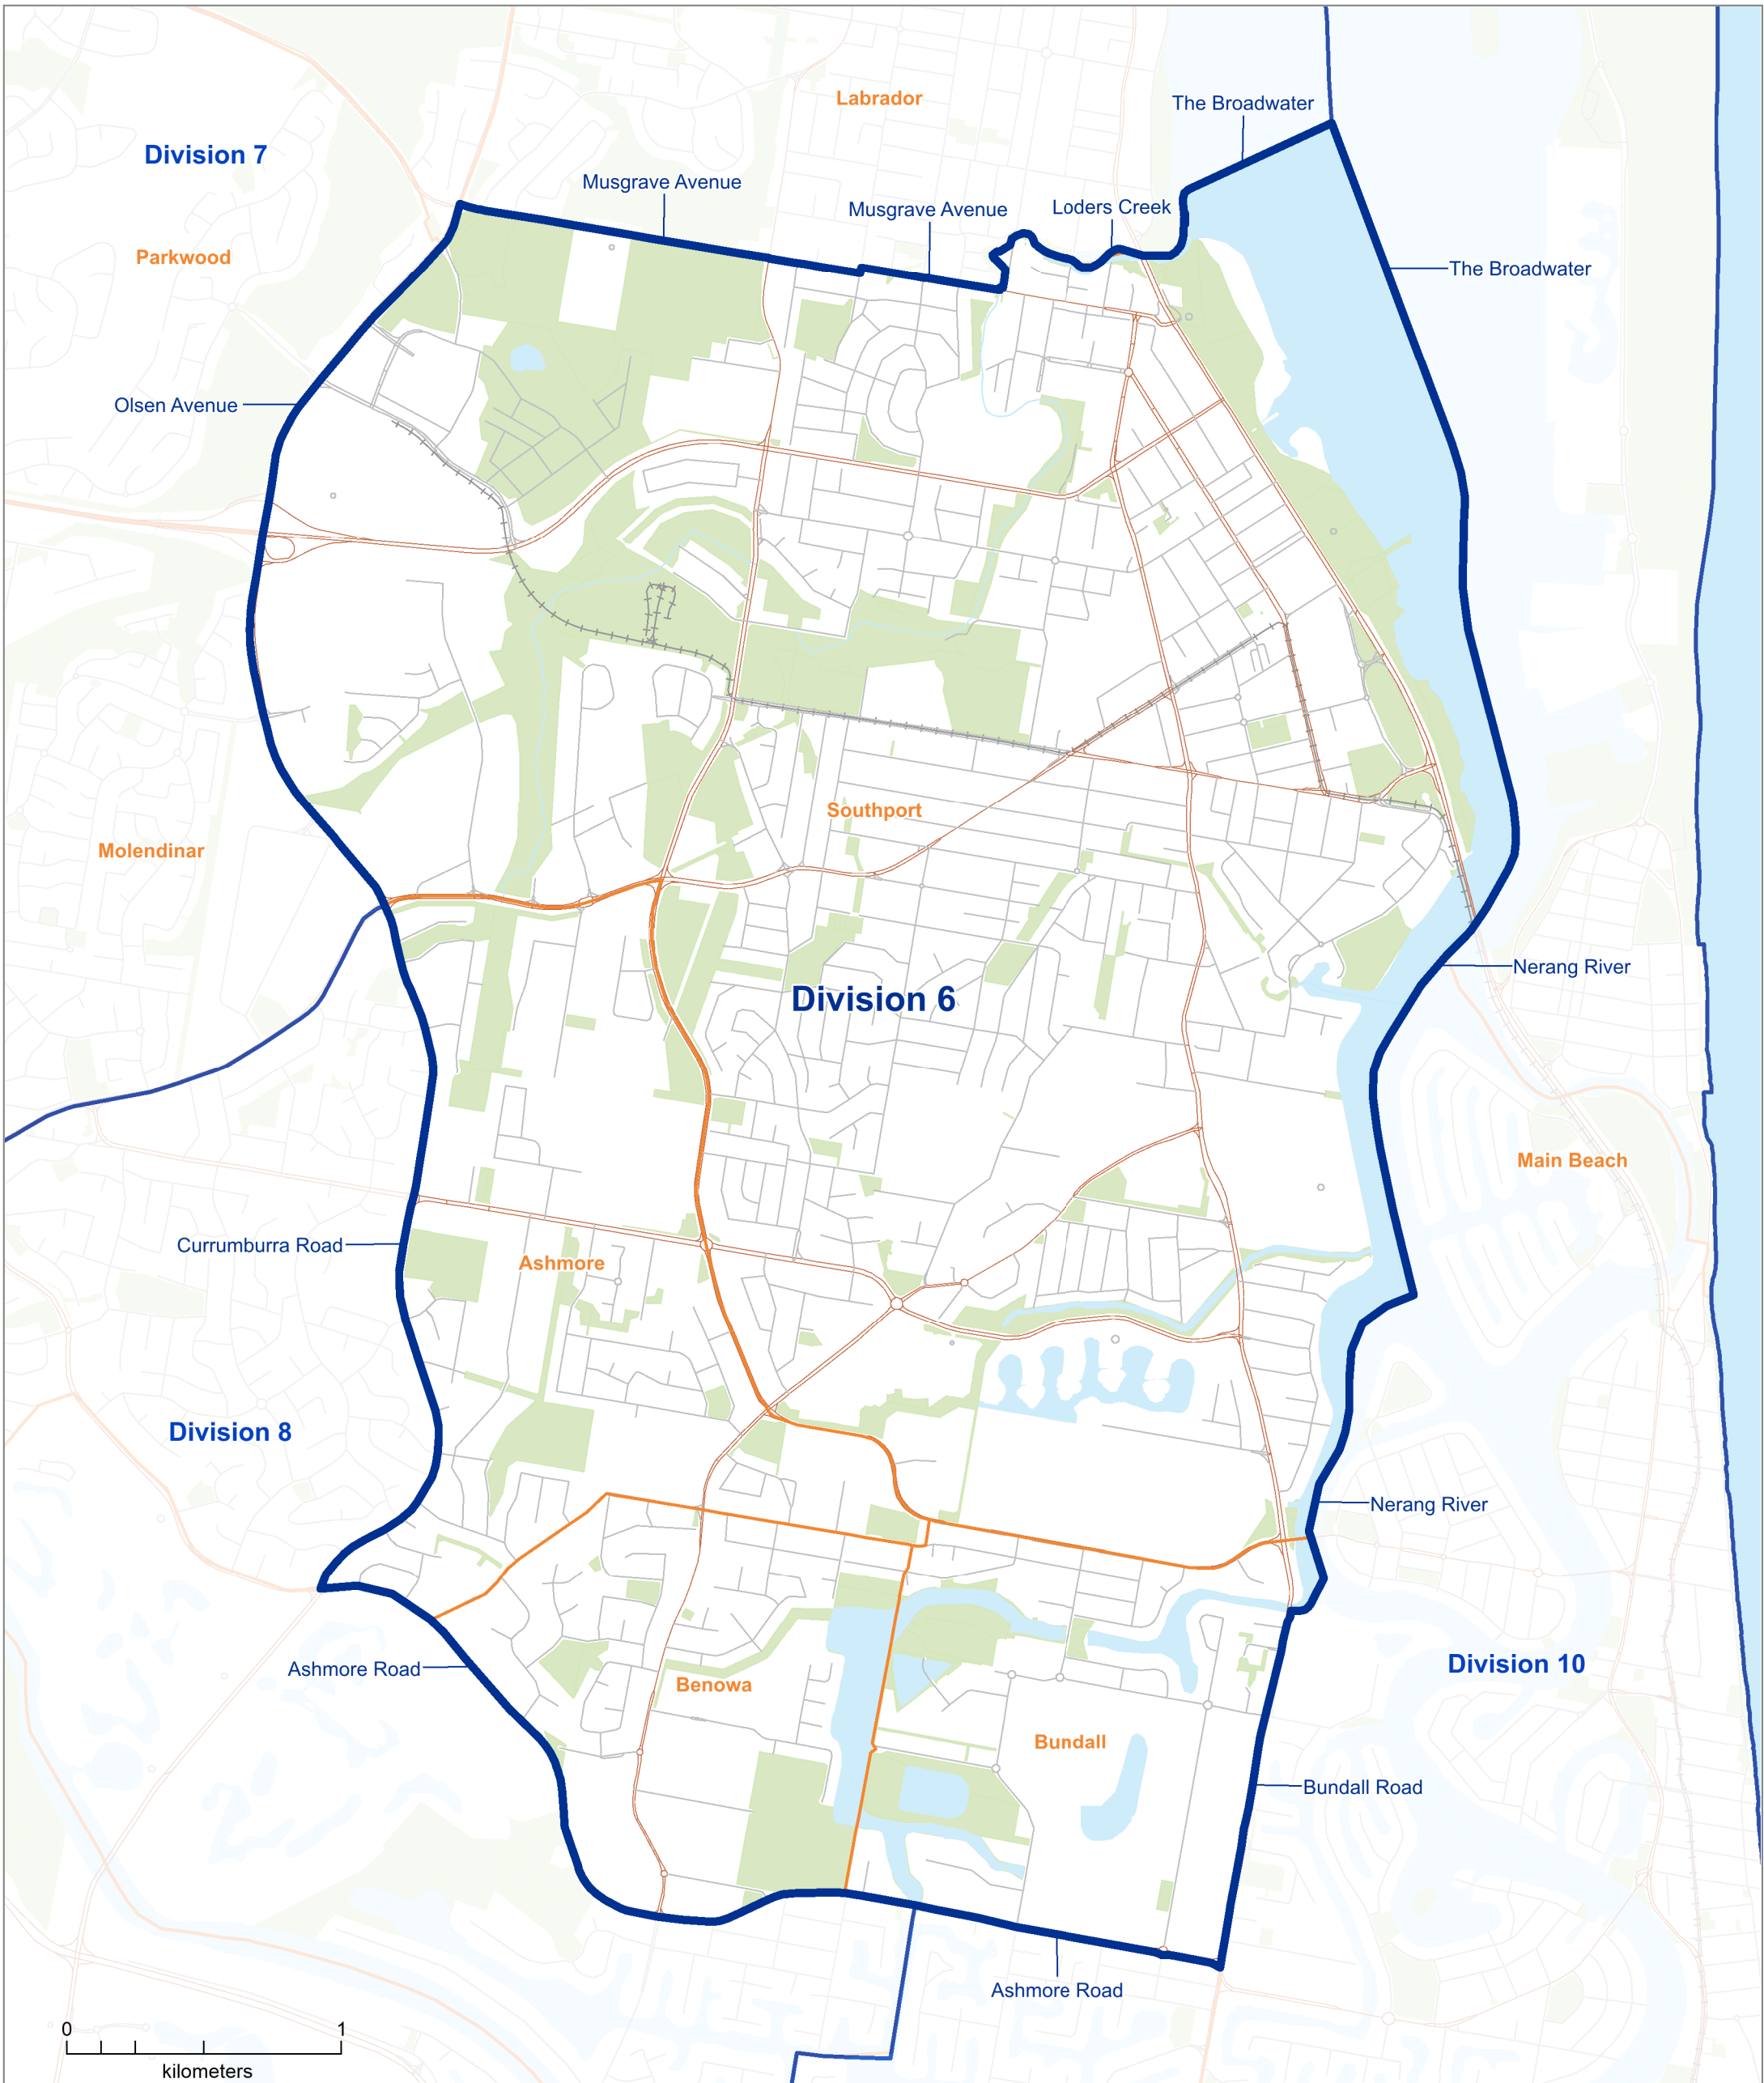 Labrador
The Broadwater
Division 7
Musgrave Avenue
Musgrave Avenue
Loders Creek
Parkwood
The Broadwater
Olsen Avenue
Southport
Molendinar
Nerang River
Division 6
Main Beach
Currumburra Road
Ashmore
Division 8
Nerang River
Division 10
Ashmore Road
Benowa
Bundall
Bundall Road
Ashmore Road
0 1
kilometers